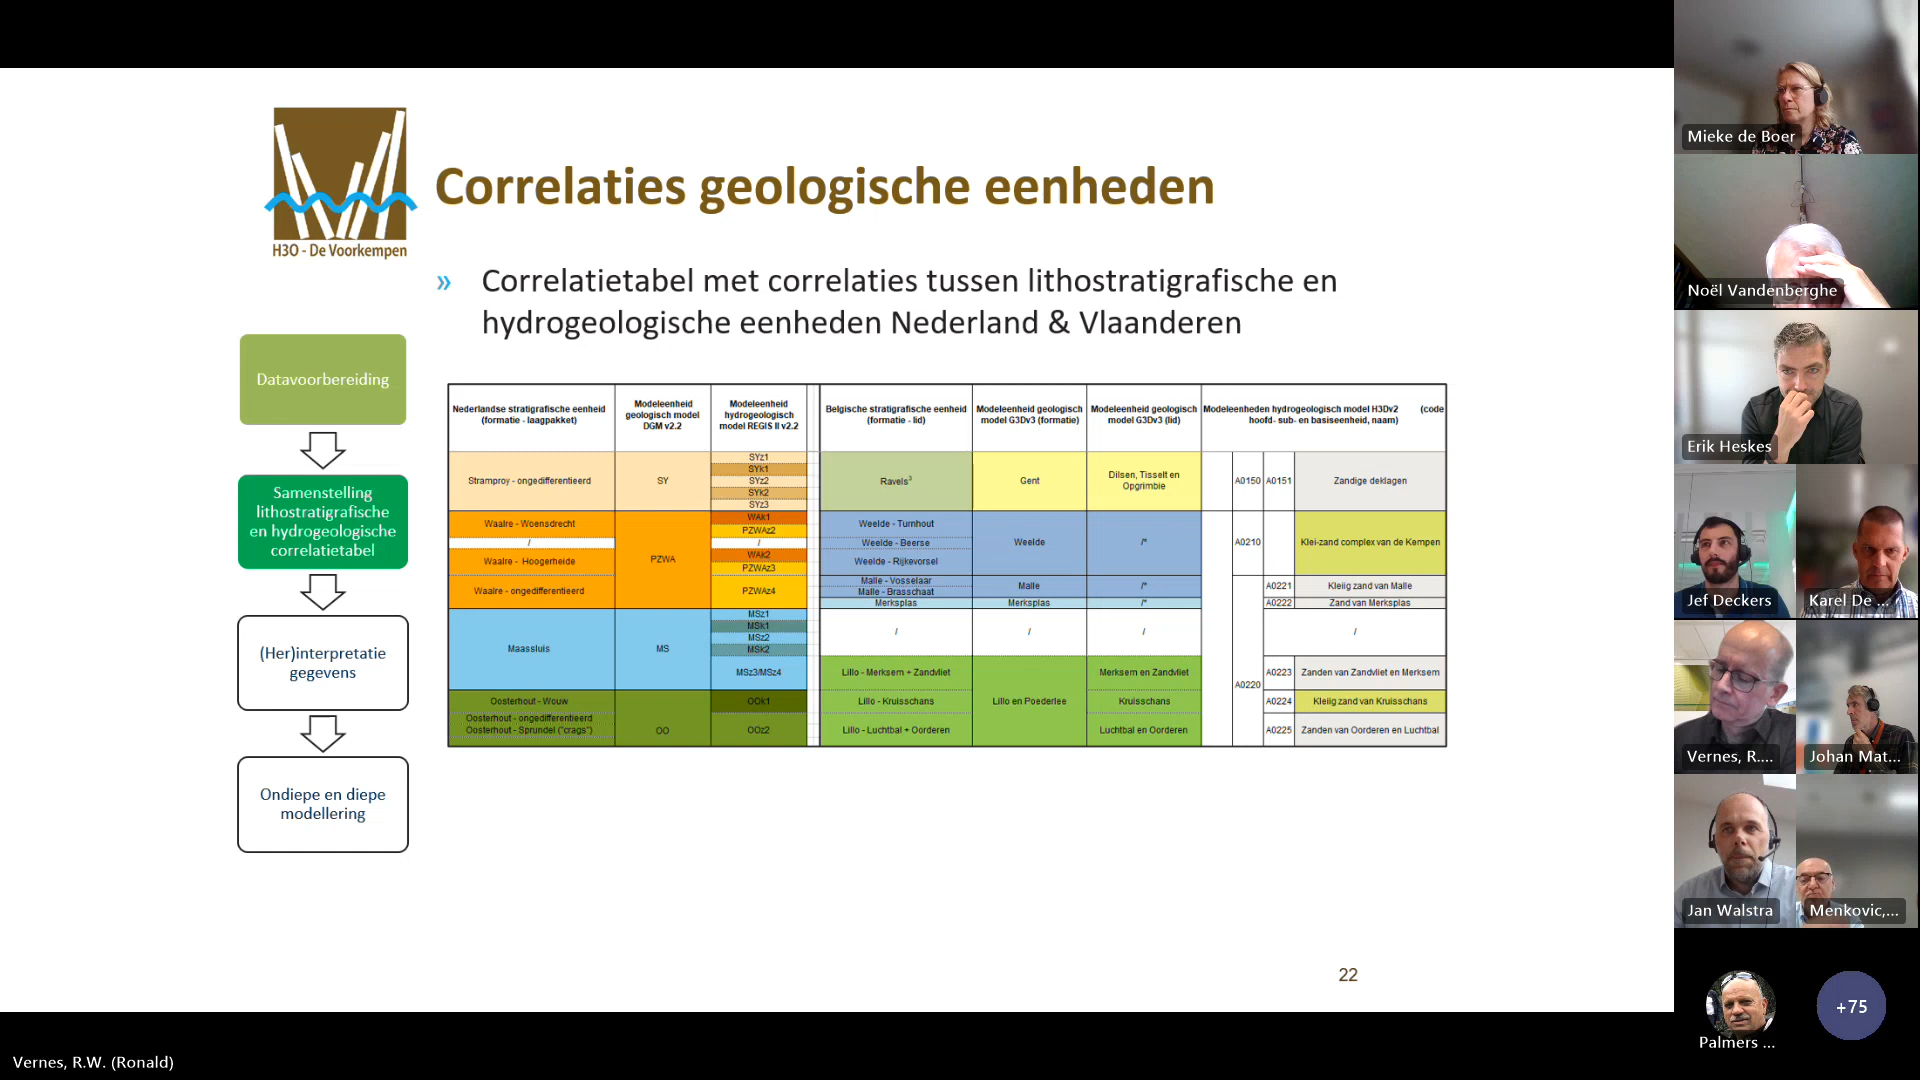 H3O - De Voorkempen
Correlaties geologische eenheden
» Correlatietabel met correlaties tussen lithostratigrafische en
hydrogeologische eenheden Nederland & Vlaanderen
Datavoorbereiding
Samenstelling
lithostratigrafische
en hydrogeologische
correlatietabel
(Her)interpretatie
gegevens
Ondiepe en diepe
modellering
Nederlandse stratigrafische eenheid
(formatie - laagpakket)
Modeleenheid
geologisch model
DGM v2.2
Modeleenheid
hydrogeologisch
model REGIS II v2.2
Belgische stratigrafische eenheid
(formatie - lid)
Modeleenheid geologisch
model G3Dv3 (formatie)
Modeleenheid geologisch
model G3Dv3 (lid)
Modeleenheden hydrogeologisch model H3Dv2 (code
hoofd- sub- en basiseenheid, naam)
Stramproy - ongedifferentieerd
SY
SYz1
SYk1
SYz2
SYk2
SYz3
Ravels3
Gent
Dilsen, Tisselt en
Opgrimbie
A0150
A0151
Zandige deklagen
Waalre - Woensdrecht
/
Waalre - Hoogerheide
Waalre - ongedifferentieerd
PZWA
WAk1
PZWAz2
/
WAk2
PZWAz3
PZWAz4
Weelde - Turnhout
Weelde - Beerse
Weelde - Rijkevorsel
Weelde
/*
A0210
Klei-zand complex van de Kempen
Malle - Vosselaar
Malle - Brasschaat
Malle
/*
A0221
Kleiig zand van Malle
Merksplas
Merksplas
/*
A0222
Zand van Merksplas
Maassluis
MS
MSz1
MSk1
MSz2
MSk2
MSz3/MSz4
/
/
/
/
A0220
Lillo - Merksem + Zandvliet
Merksem en Zandvliet
A0223
Zanden van Zandvliet en Merksem
Oosterhout - Wouw
OOk1
Lillo - Kruisschans
Lillo en Poederlee
Kruisschans
A0224
Kleiig zand van Kruisschans
Oosterhout - ongedifferentieerd
Oosterhout - Sprundel ("crags")
OO
OOz2
Lillo - Luchtbal + Oorderen
Luchtbal en Oorderen
A0225
Zanden van Oorderen en Luchtbal
22
Mieke de Boer
Noël Vandenberghe
Erik Heskes
Jef Deckers
Karel De ...
Vernes, R....
Johan Mat...
Jan Walstra
Menkovic,...
Palmers ...
+75
Vernes, R.W. (Ronald)